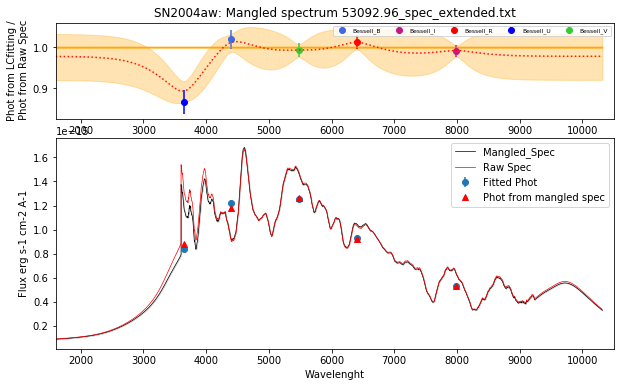 SN2004aw: Mangled spectrum 53092.96_spec_extended.txt
Phot from LCfitting /
Phot from Raw Spec
1.0
0.9
Bessell_B
Bessell_I
Bessell_R
Bessell_U
Bessell_V
2000 3000 4000 5000 6000 7000 8000 9000 10000
Flux erg s-1 cm-2 A-1
1.6
1.4
1.2
1.0
0.8
0.6
0.4
0.2
Mangled_Spec
Raw Spec
Fitted Phot
Phot from mangled spec
2000 3000 4000 5000 6000 7000 8000 9000 10000
Wavelenght